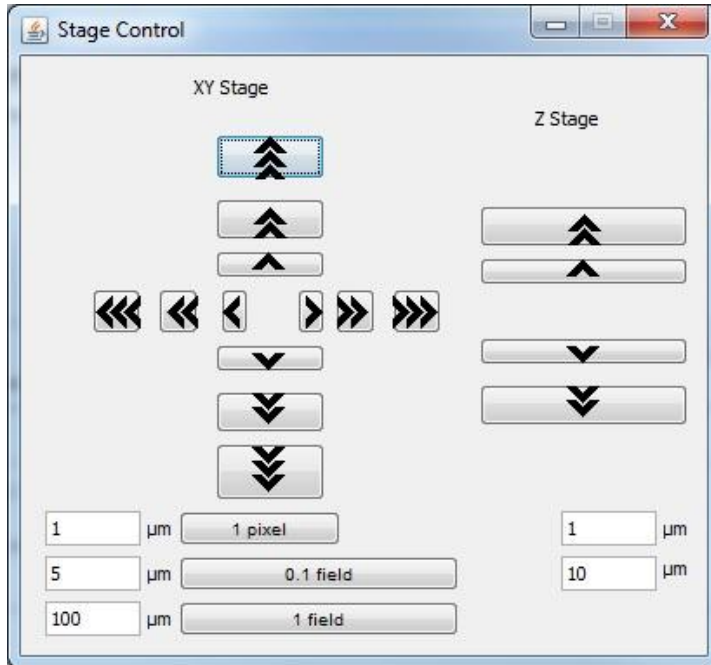 Stage Control
XY Stage
Z Stage
1 µm 1 pixel 1 µm
5 µm 0.1 field 10 µm
100 µm 1 field